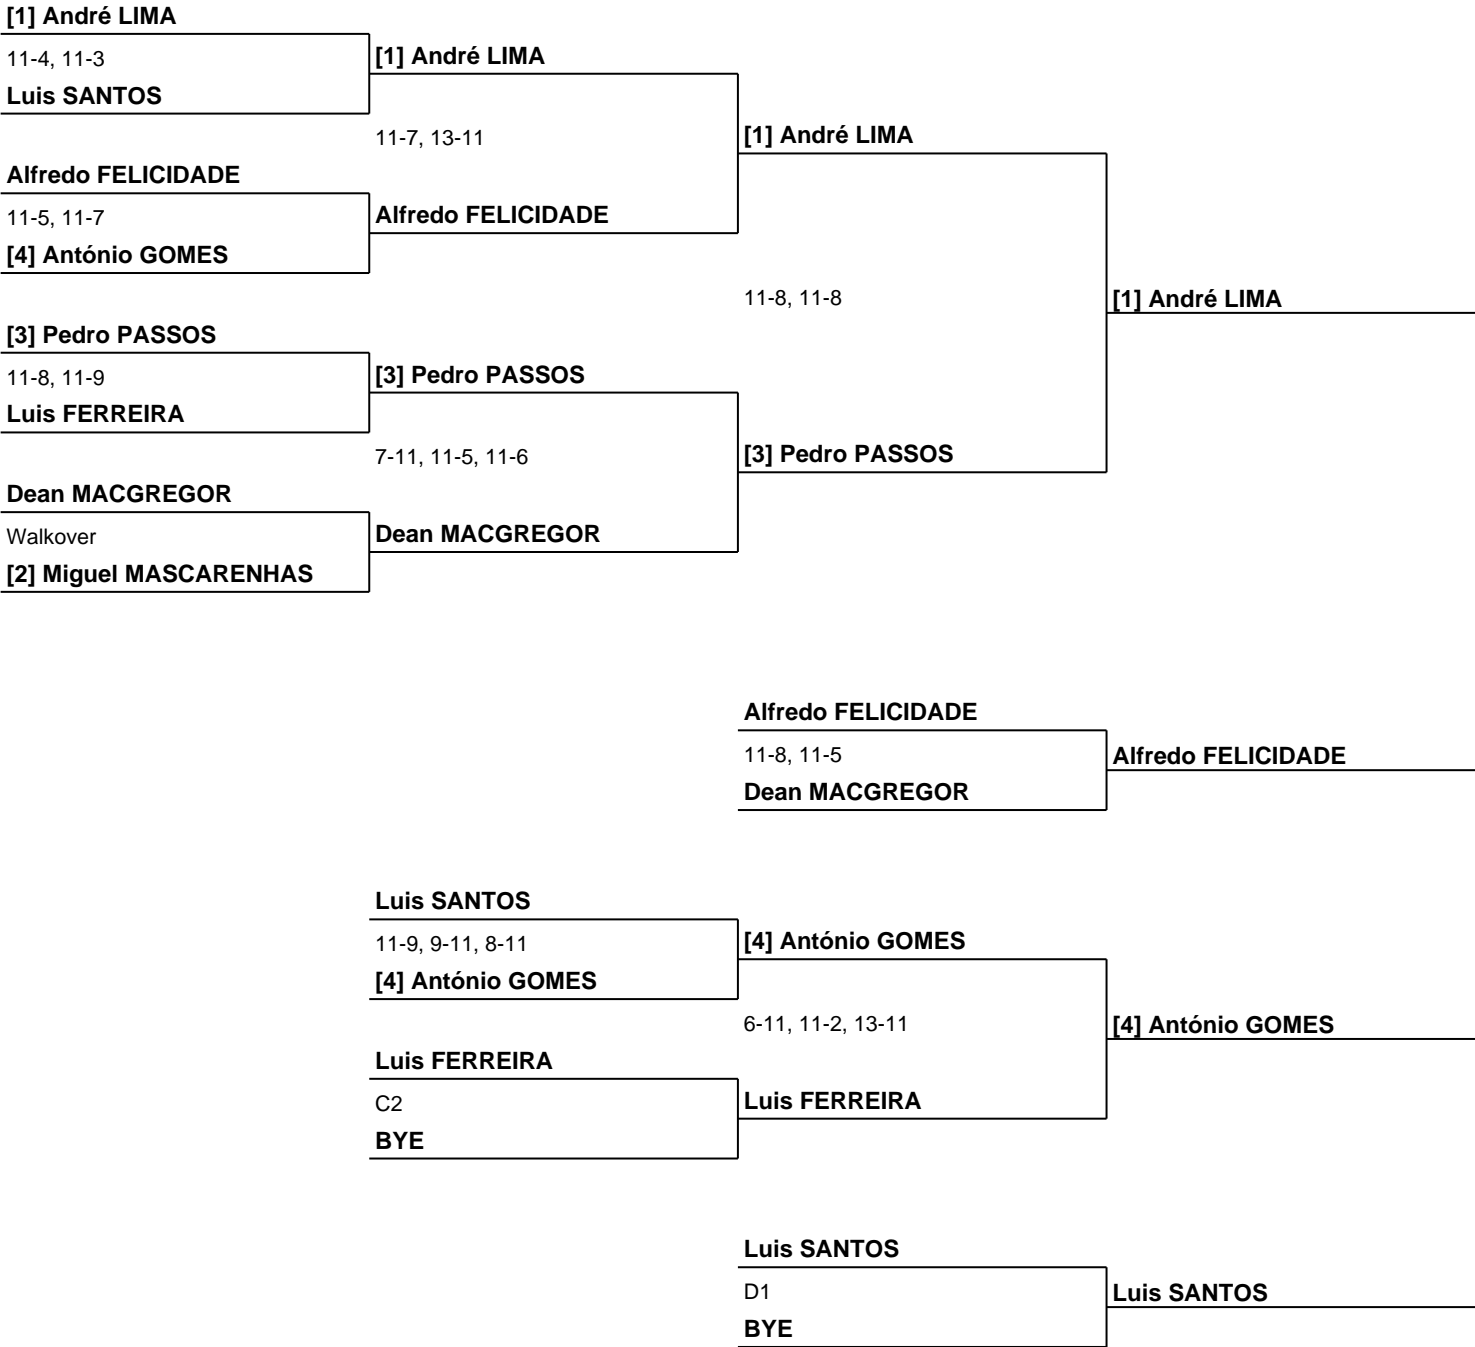 [1] André LIMA
11-4, 11-3
Luis SANTOS
[1] André LIMA
11-7, 13-11
Alfredo FELICIDADE
11-5, 11-7
[4] António GOMES
Alfredo FELICIDADE
[1] André LIMA
11-8, 11-8
[1] André LIMA
[3] Pedro PASSOS
11-8, 11-9
Luis FERREIRA
[3] Pedro PASSOS
7-11, 11-5, 11-6
[3] Pedro PASSOS
Dean MACGREGOR
Walkover
[2] Miguel MASCARENHAS
Dean MACGREGOR
Alfredo FELICIDADE
11-8, 11-5
Dean MACGREGOR
Alfredo FELICIDADE
Luis SANTOS
11-9, 9-11, 8-11
[4] António GOMES
[4] António GOMES
6-11, 11-2, 13-11
[4] António GOMES
Luis FERREIRA
C2
BYE
Luis FERREIRA
Luis SANTOS
D1
BYE
Luis SANTOS